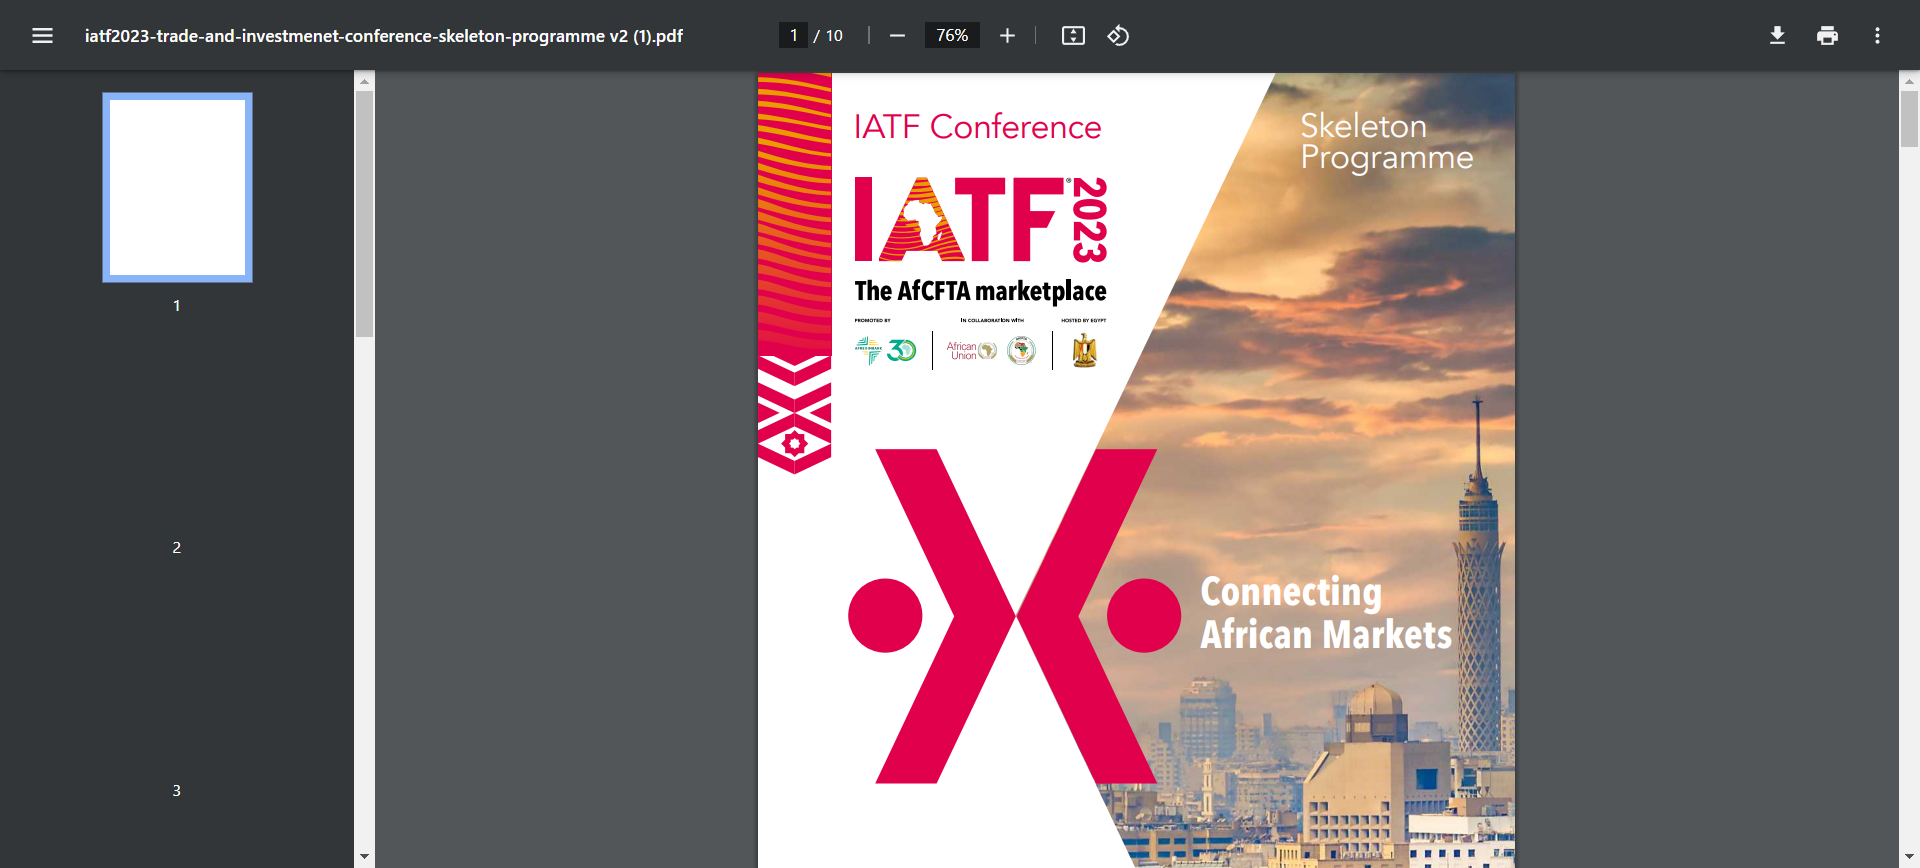 iatf2023-trade-and-investmenet-conference-skeleton-programme v2 (1).pdf
1 / 10
76%
1
2
3
IATF Conference
Skeleton
Programme
IATF® 2023
The AfCFTA marketplace
PROMOTED BY
IN COLLABORATION WITH
HOSTED BY EGYPT
AFREXIMBANK
30
African
Union
Connecting
African Markets